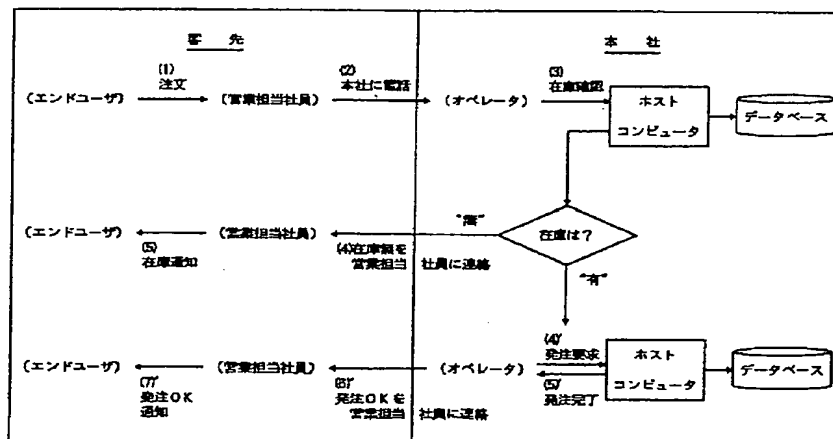 客 先
本 社
(1)
注文
(2)
本社に電話
(3)
在庫確認
(エンドユーザ)
(営業担当社員)
(オペレータ)
ホスト
コンピュータ
データベース
"無"
在庫は?
(エンドユーザ)
(営業担当社員)
(5)
在庫通知
(4)在庫無を
営業担当 社員に連絡
"有"
(4)'
発注要求
(エンドユーザ)
(営業担当社員)
(オペレータ)
ホスト
コンピュータ
データベース
(7)'
発注OK
通知
(6)'
発注OKを
営業担当 社員に連絡
(5)'
発注完了